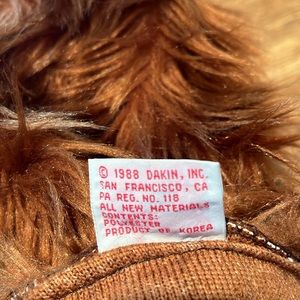 © 1988 DAKIN, INC.
SAN FRANCISCO, CA
PA REG. NO. 118
ALL NEW MATERIALS
CONTENTS:
POLYESTER
PRODUCT OF KOREA